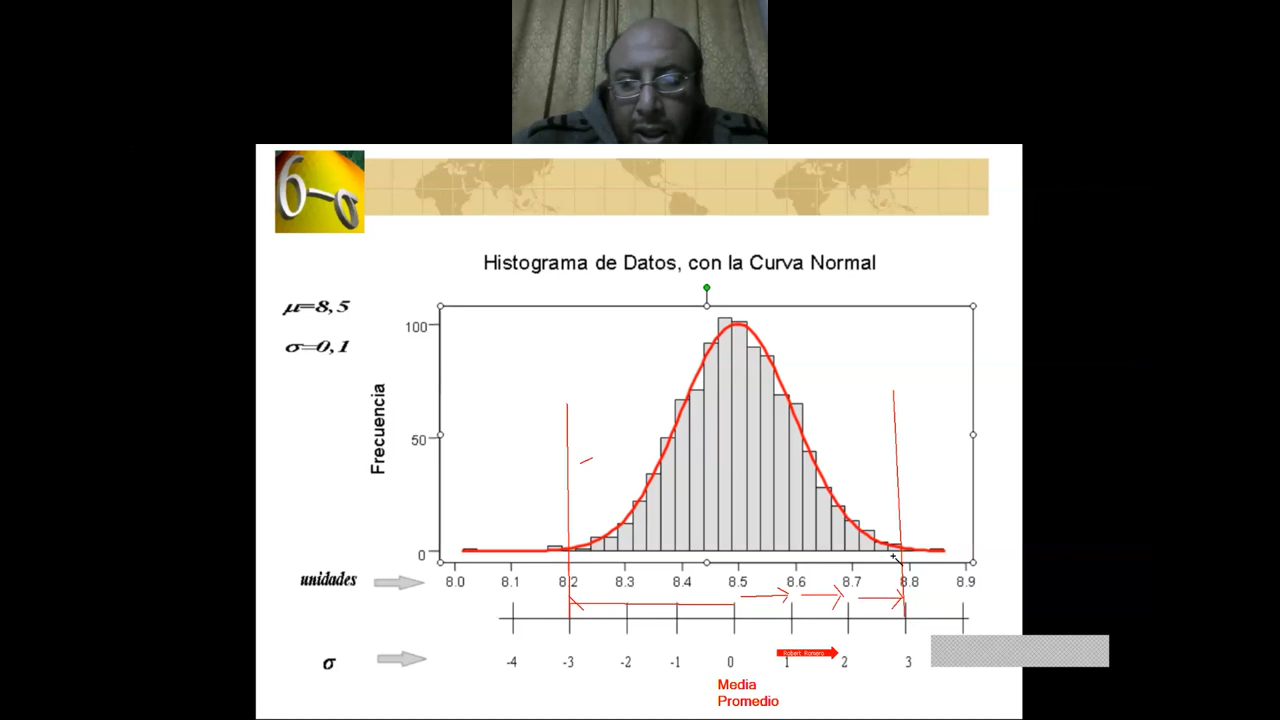 6-σ
Histograma de Datos, con la Curva Normal
μ=8,5
σ=0,1
Frecuencia
100
50
0
unidades
8.0 8.1 8.2 8.3 8.4 8.5 8.6 8.7 8.8 8.9
σ
-4 -3 -2 -1 0 1 2 3
Robert Romero
Media
Promedio